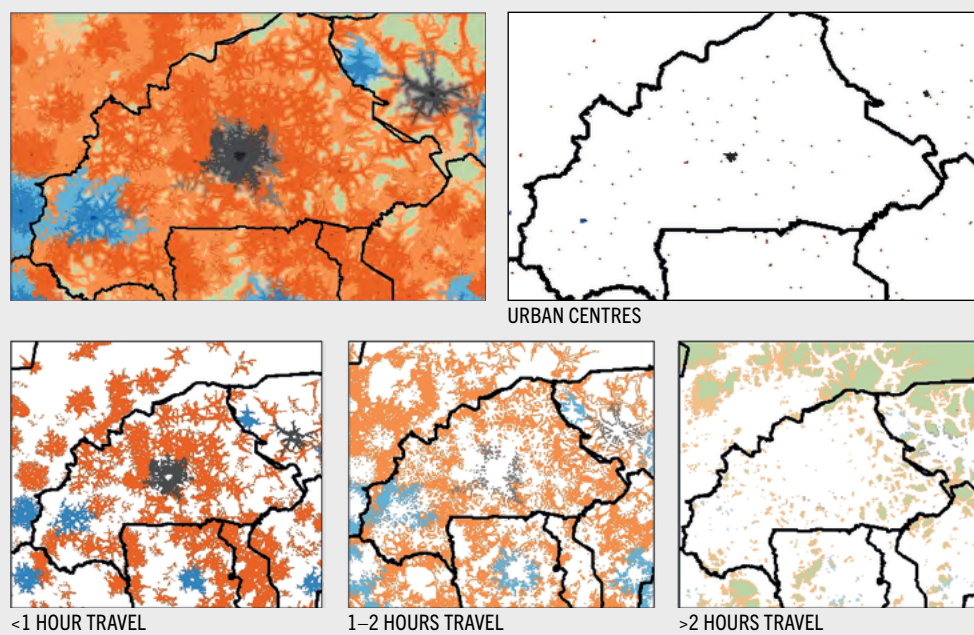 URBAN CENTRES
<1 HOUR TRAVEL
1–2 HOURS TRAVEL
>2 HOURS TRAVEL